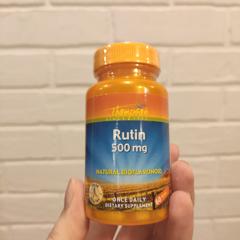 Thompson
Rutin
500 mg
NATURAL BIOFLAVONOID
ONCE DAILY
DIETARY SUPPLEMENT